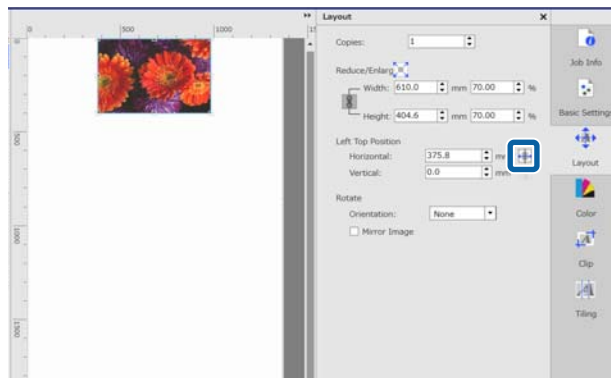 Layout
0 500 1000
500
1000
1500
Copies: 1
Reduce/Enlarg
Width: 610.0 mm 70.00 %
Height: 404.6 mm 70.00 %
Left Top Position
Horizontal: 375.8
Vertical: 0.0 mm
Rotate
Orientation: None
Mirror Image
Job Info
Basic Setting
Layout
Color
Clip
Tiling